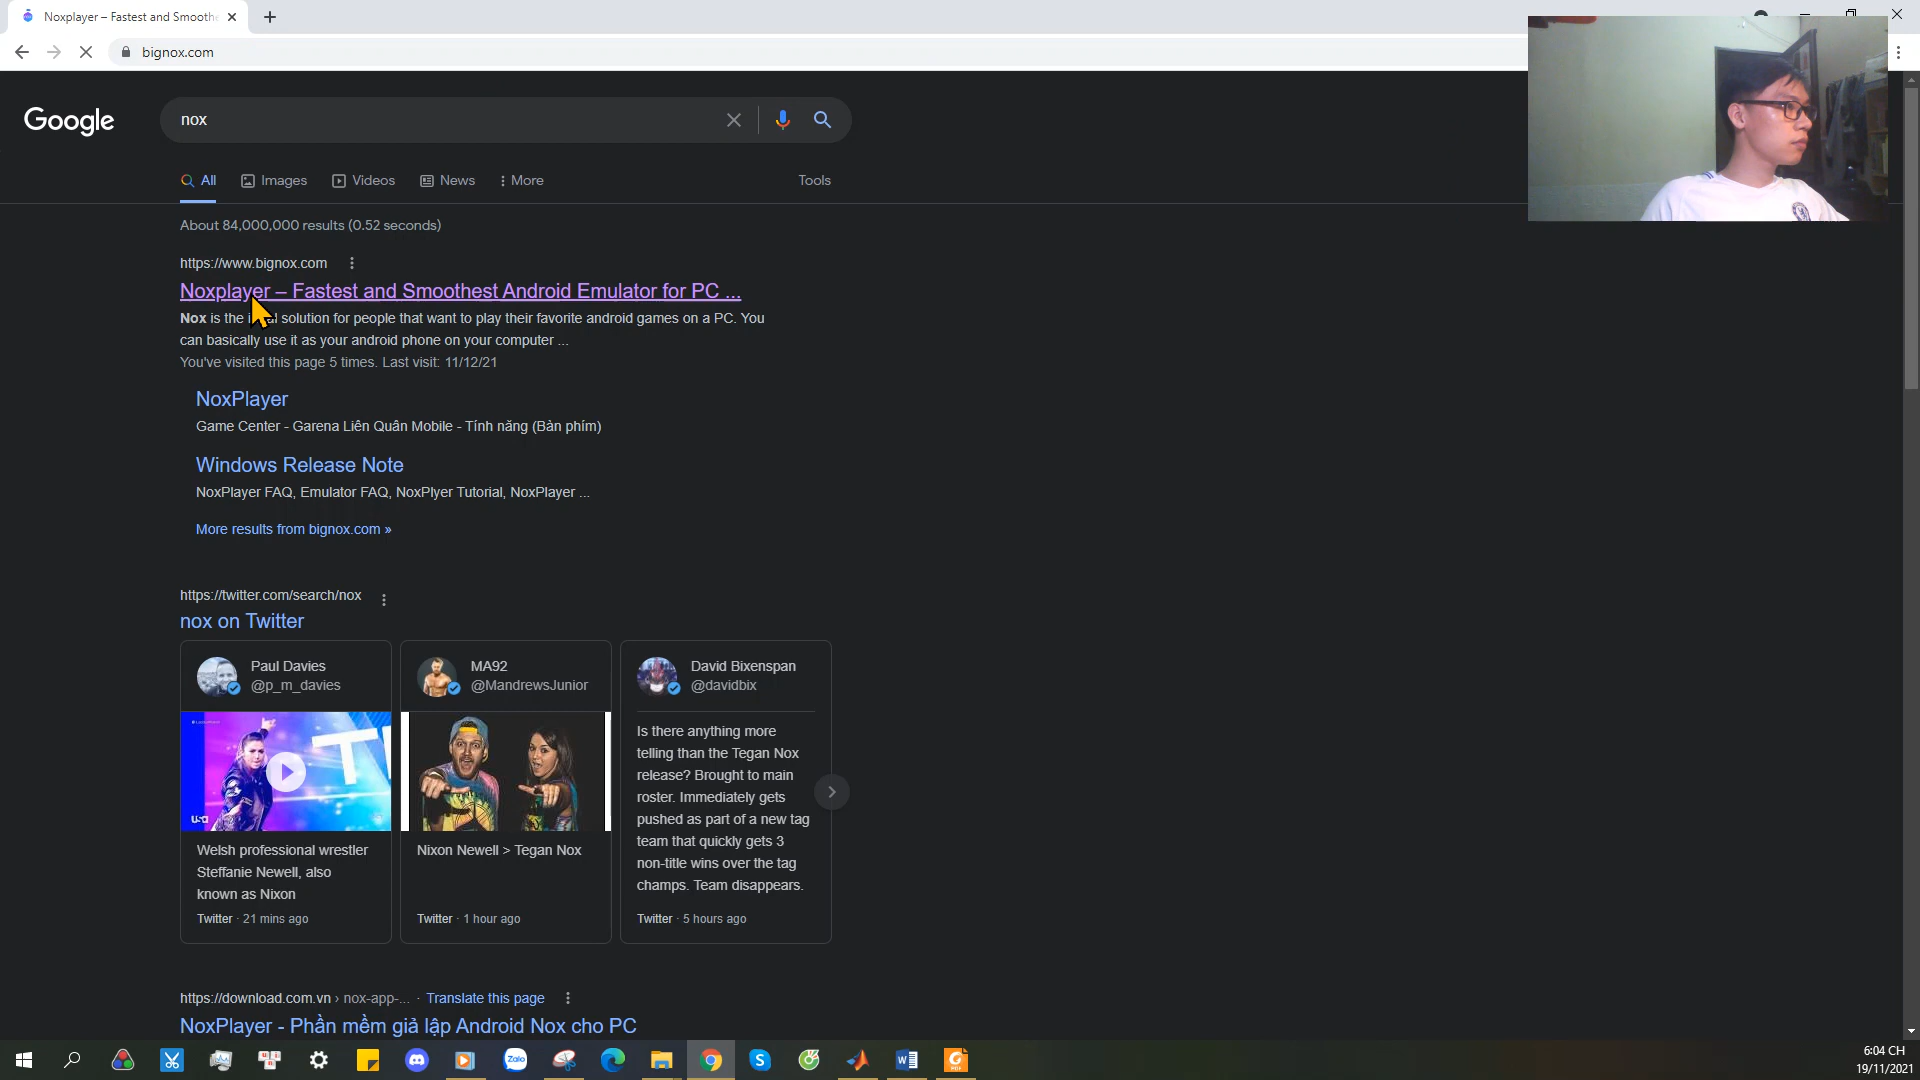 Noxplayer – Fastest and Smoothe
bignox.com
Google
nox
All
Images
Videos
News
More
Tools
About 84,000,000 results (0.52 seconds)
https://www.bignox.com
Noxplayer – Fastest and Smoothest Android Emulator for PC ...
Nox is the solution for people that want to play their favorite android games on a PC. You
can basically use it as your android phone on your computer ...
You've visited this page 5 times. Last visit: 11/12/21
NoxPlayer
Game Center - Garena Liên Quân Mobile - Tính năng (Bàn phím)
Windows Release Note
NoxPlayer FAQ, Emulator FAQ, NoxPlyer Tutorial, NoxPlayer ...
More results from bignox.com »
https://twitter.com/search/nox
nox on Twitter
Paul Davies
@p_m_davies
Welsh professional wrestler
Steffanie Newell, also
known as Nixon
Twitter · 21 mins ago
MA92
@MandrewsJunior
Nixon Newell > Tegan Nox
Twitter · 1 hour ago
David Bixenspan
@davidbix
Is there anything more
telling than the Tegan Nox
release? Brought to main
roster. Immediately gets
pushed as part of a new tag
team that quickly gets 3
non-title wins over the tag
champs. Team disappears.
Twitter · 5 hours ago
https://download.com.vn › nox-app-... · Translate this page
NoxPlayer - Phần mềm giả lập Android Nox cho PC
Zalo
6:04 CH
19/11/2021